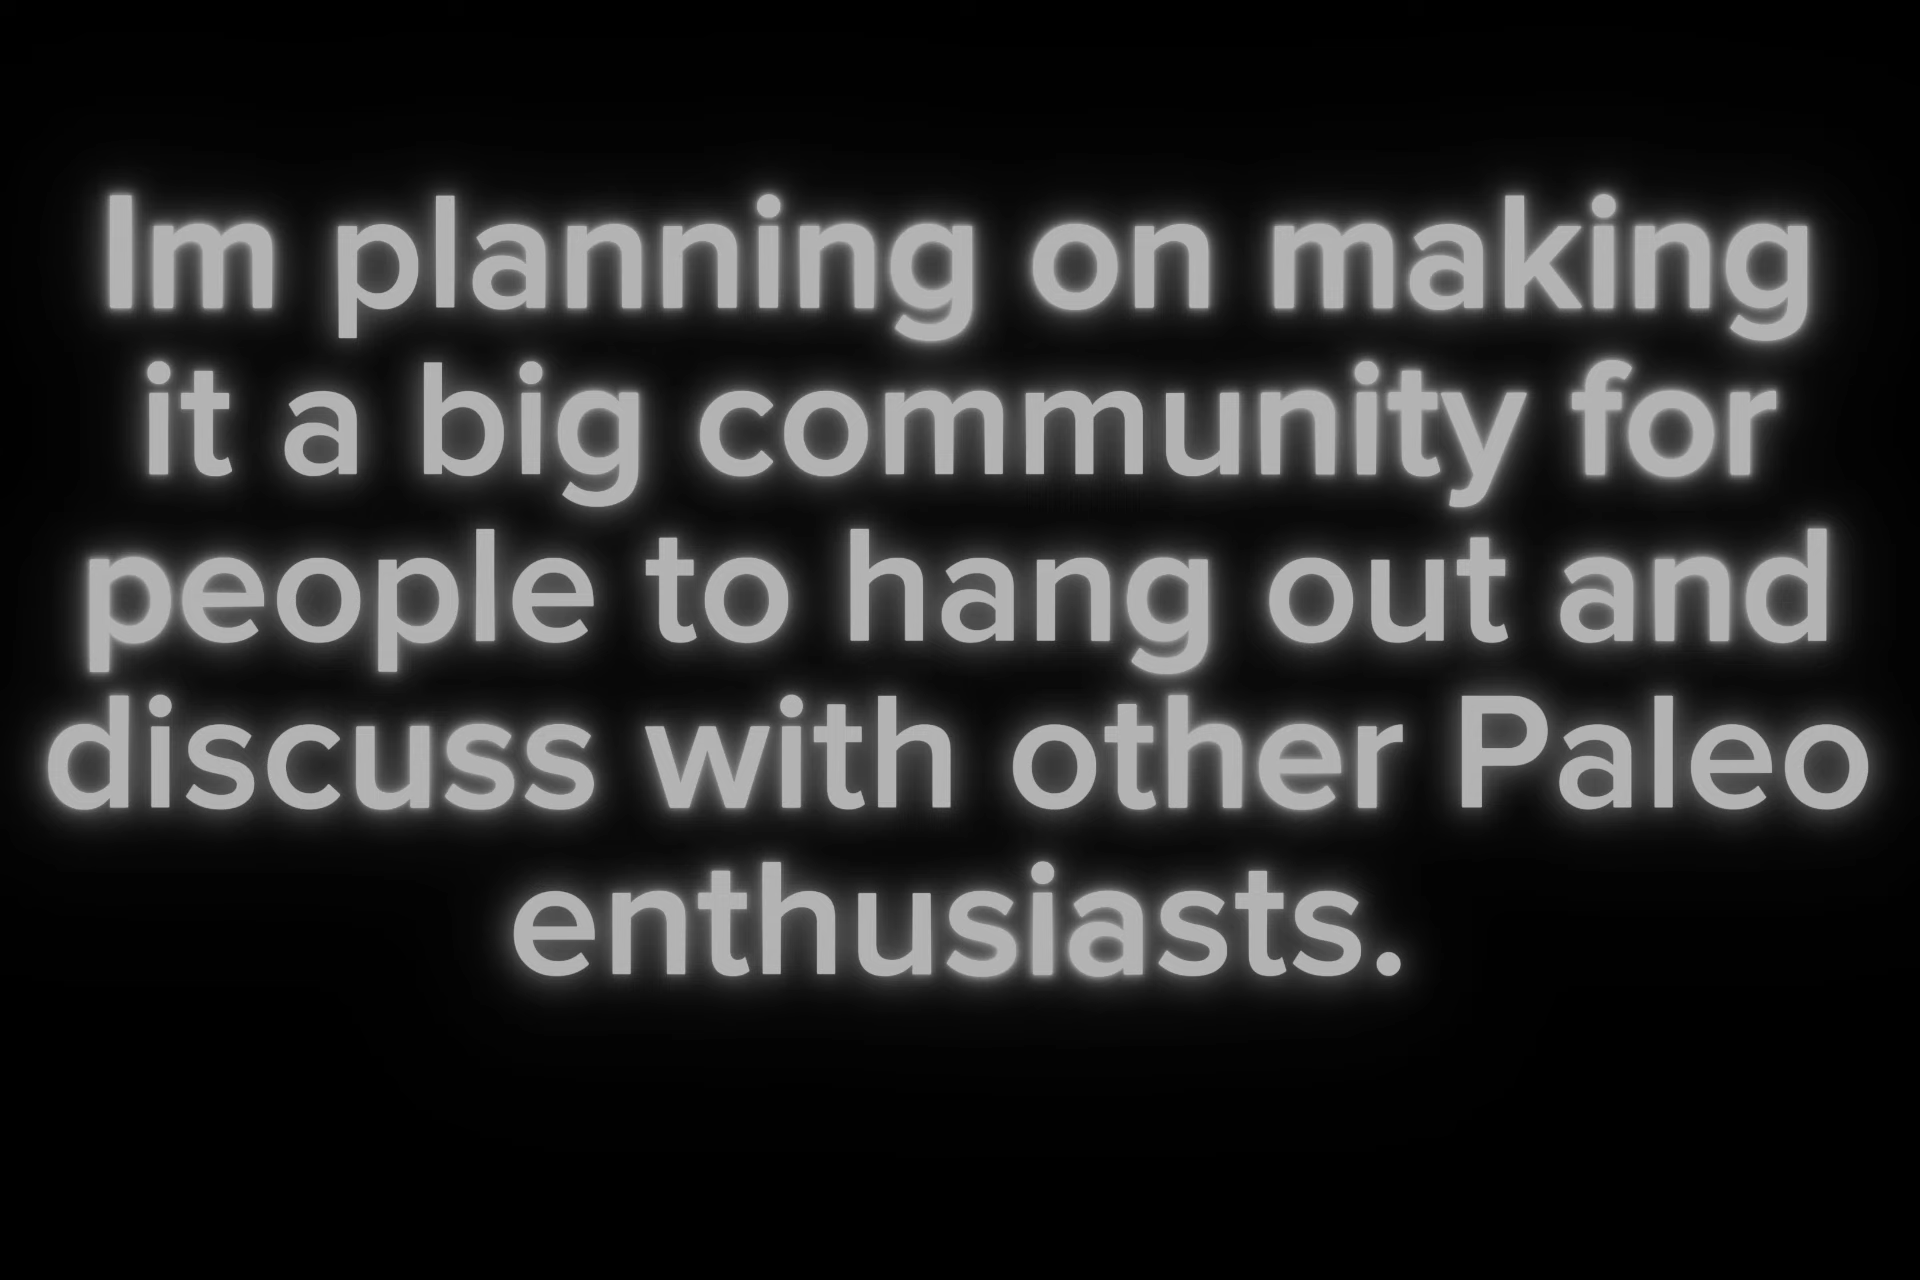 Im planning on making
it a big community for
people to hang out and
discuss with other Paleo
enthusiasts.